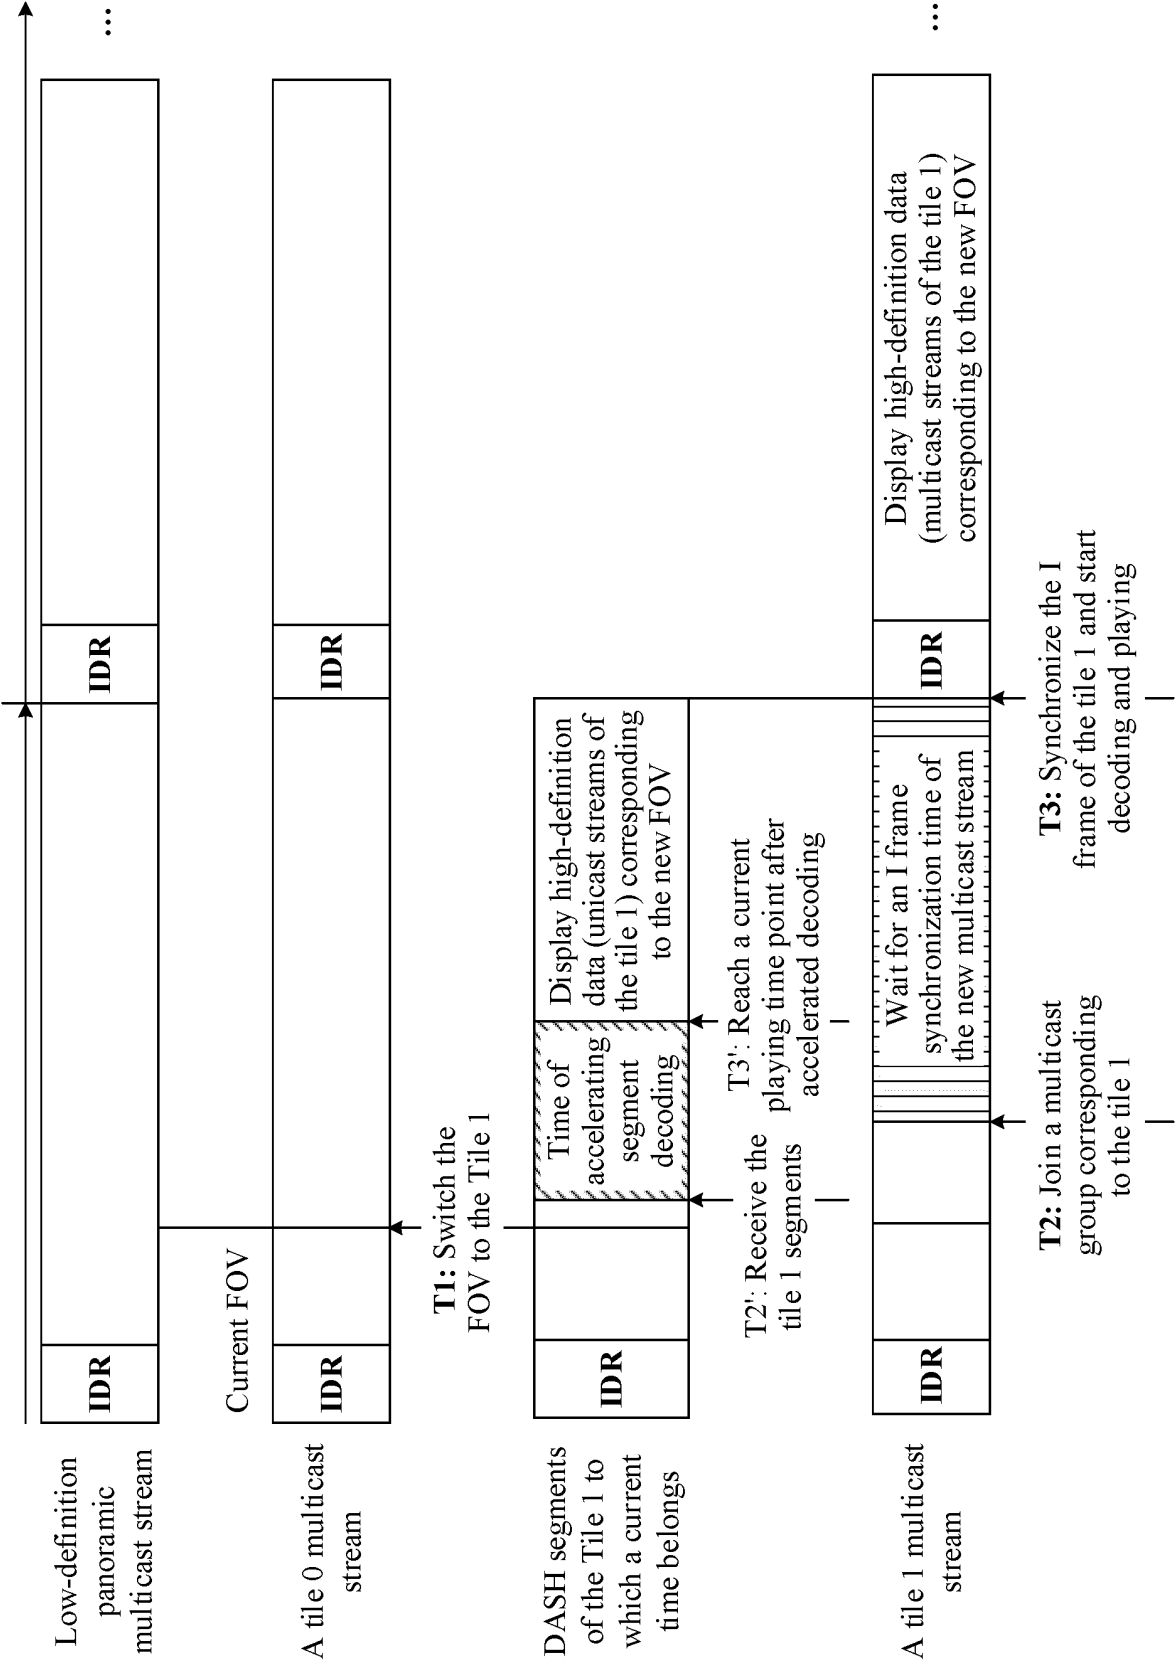 Low-definition
panoramic
multicast stream
IDR
IDR
...
Current FOV
A tile 0 multicast
stream
IDR
IDR
T1: Switch the
FOV to the Tile 1
DASH segments
of the Tile 1 to
which a current
time belongs
IDR
Time of
accelerating
segment
decoding
Display high-definition
data (unicast streams of
the tile 1) corresponding
to the new FOV
T2': Receive the
tile 1 segments
T3': Reach a current
playing time point after
accelerated decoding
A tile 1 multicast
stream
IDR
Wait for an I frame
synchronization time of
the new multicast stream
IDR
Display high-definition data
(multicast streams of the tile 1)
corresponding to the new FOV
...
T2: Join a multicast
group corresponding
to the tile 1
T3: Synchronize the I
frame of the tile 1 and start
decoding and playing